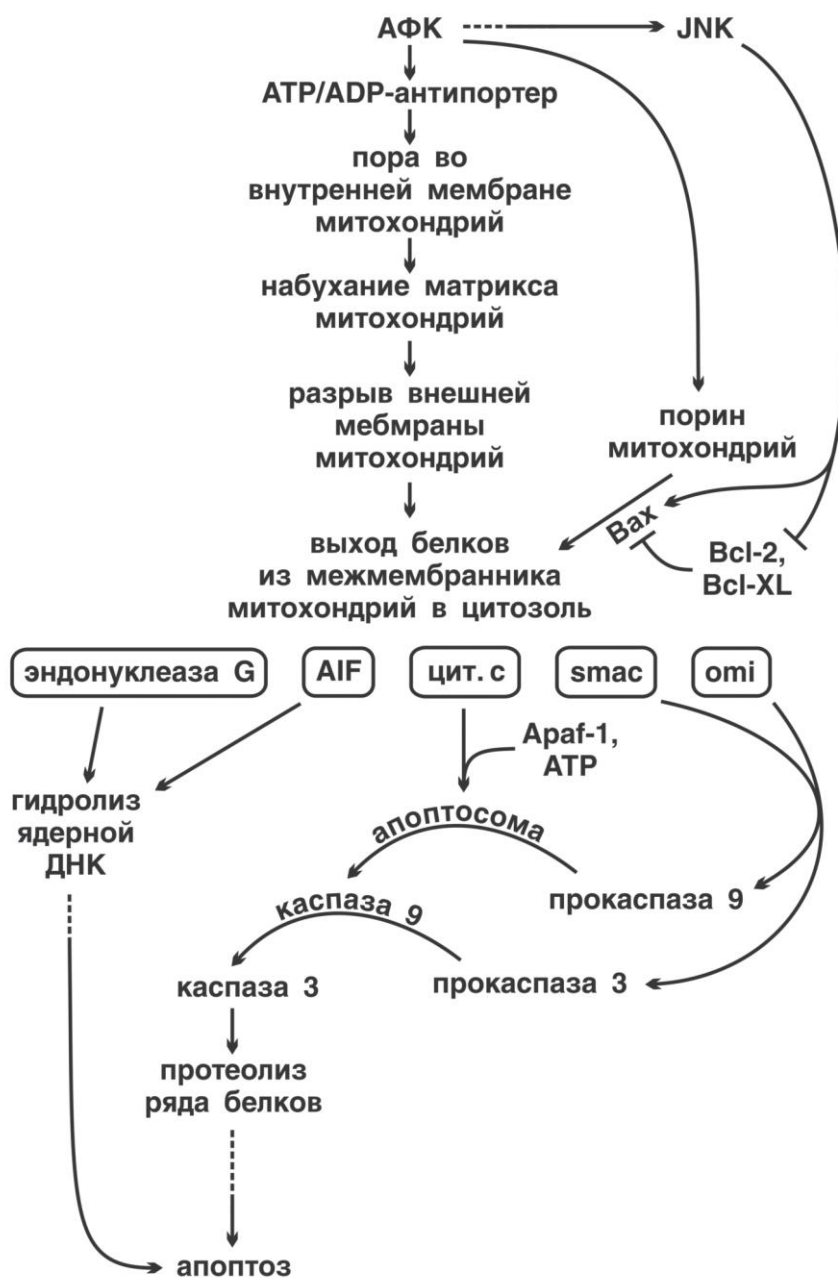 АФК
JNK
ATP/ADP-антипортер
пора во
внутренней мембране
митохондрий
набухание матрикса
митохондрий
разрыв внешней
мебмраны
митохондрий
порин
митохондрий
Bax
Bcl-2,
Bcl-XL
выход белков
из межмембранника
митохондрий в цитозоль
эндонуклеаза G
AIF
цит. c
smac
omi
Apaf-1,
ATP
гидролиз
ядерной
ДНК
апоптосома
прокаспаза 9
каспаза 9
прокаспаза 3
каспаза 3
протеолиз
ряда белков
апоптоз